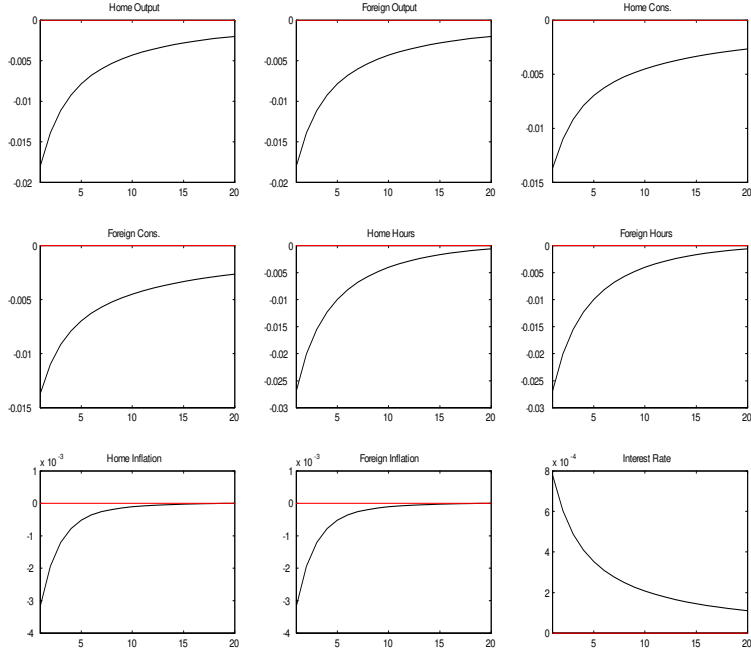 Home Output
0
-0.005
-0.01
-0.015
-0.02
5 10 15 20
Foreign Output
0
-0.005
-0.01
-0.015
-0.02
5 10 15 20
Home Cons.
0
-0.005
-0.01
-0.015
5 10 15 20
Foreign Cons.
0
-0.005
-0.01
-0.015
5 10 15 20
Home Hours
0
-0.005
-0.01
-0.015
-0.02
-0.025
-0.03
5 10 15 20
Foreign Hours
0
-0.005
-0.01
-0.015
-0.02
-0.025
-0.03
5 10 15 20
Home Inflation
x 10⁻³
1
0
-1
-2
-3
-4
5 10 15 20
Foreign Inflation
x 10⁻³
1
0
-1
-2
-3
-4
5 10 15 20
Interest Rate
x 10⁻⁴
8
6
4
2
0
5 10 15 20